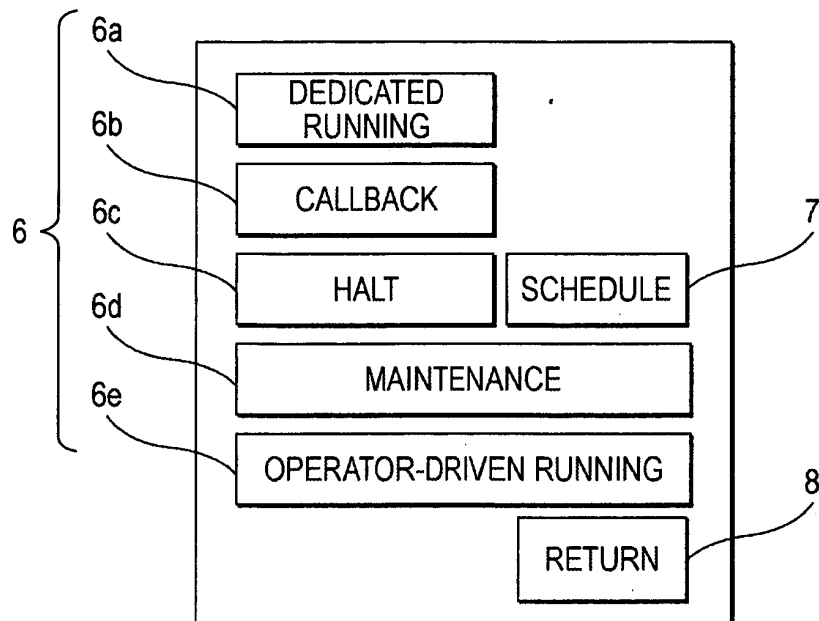 6a
DEDICATED
RUNNING
6b
CALLBACK
6c
6
7
HALT
SCHEDULE
6d
MAINTENANCE
6e
OPERATOR-DRIVEN RUNNING
8
RETURN